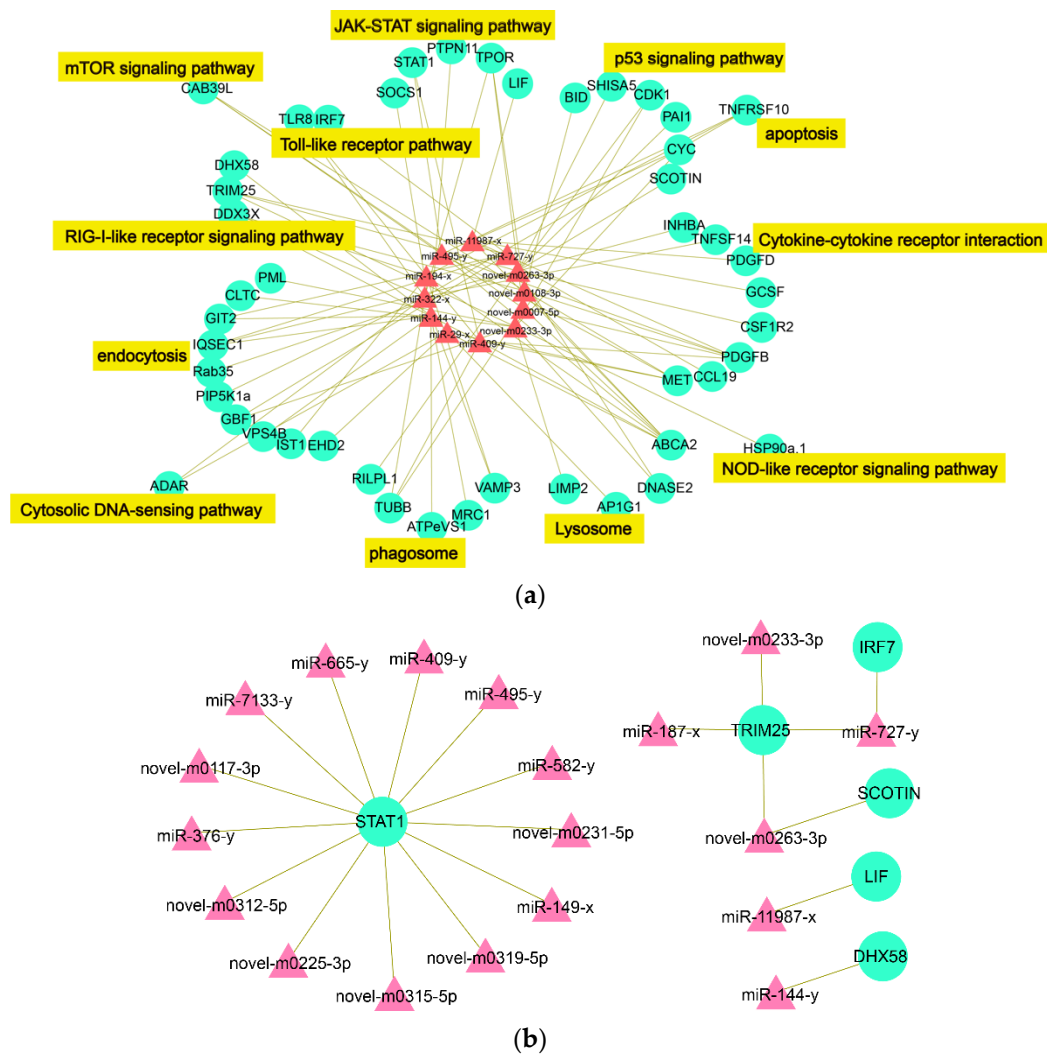 JAK-STAT signaling pathway
PTPN11
STAT1
TPOR
SOCS1
LIF
mTOR signaling pathway
CAB39L
p53 signaling pathway
BID
SHISA5
CDK1
PAI1
TNFRSF10
apoptosis
CYC
SCOTIN
TLR8
IRF7
Toll-like receptor pathway
DHX58
TRIM25
DDX3X
RIG-I-like receptor signaling pathway
INHBA
TNFSF14
Cytokine-cytokine receptor interaction
PDGFD
GCSF
CSF1R2
PDGFB
CCL19
MET
miR-11987-x
miR-495-y
miR-727-y
miR-194-x
novel-m0263-3p
miR-322-x
novel-m0108-3p
miR-144-y
novel-m0007-5p
miR-29-x
novel-m0233-3p
miR-409-y
PML
CLTC
GIT2
endocytosis
IQSEC1
Rab35
PIP5K1a
GBF1
VPS4B
IST1
EHD2
ADAR
Cytosolic DNA-sensing pathway
RILPL1
TUBB
ATPeVS1
MRC1
VAMP3
phagosome
LIMP2
AP1G1
DNASE2
Lysosome
ABCA2
HSP90a.1
NOD-like receptor signaling pathway
(a)
miR-665-y
miR-409-y
miR-7133-y
miR-495-y
novel-m0117-3p
miR-582-y
STAT1
miR-376-y
novel-m0231-5p
novel-m0312-5p
miR-149-x
novel-m0225-3p
novel-m0319-5p
novel-m0315-5p
novel-m0233-3p
IRF7
miR-187-x
TRIM25
miR-727-y
SCOTIN
novel-m0263-3p
LIF
miR-11987-x
DHX58
miR-144-y
(b)